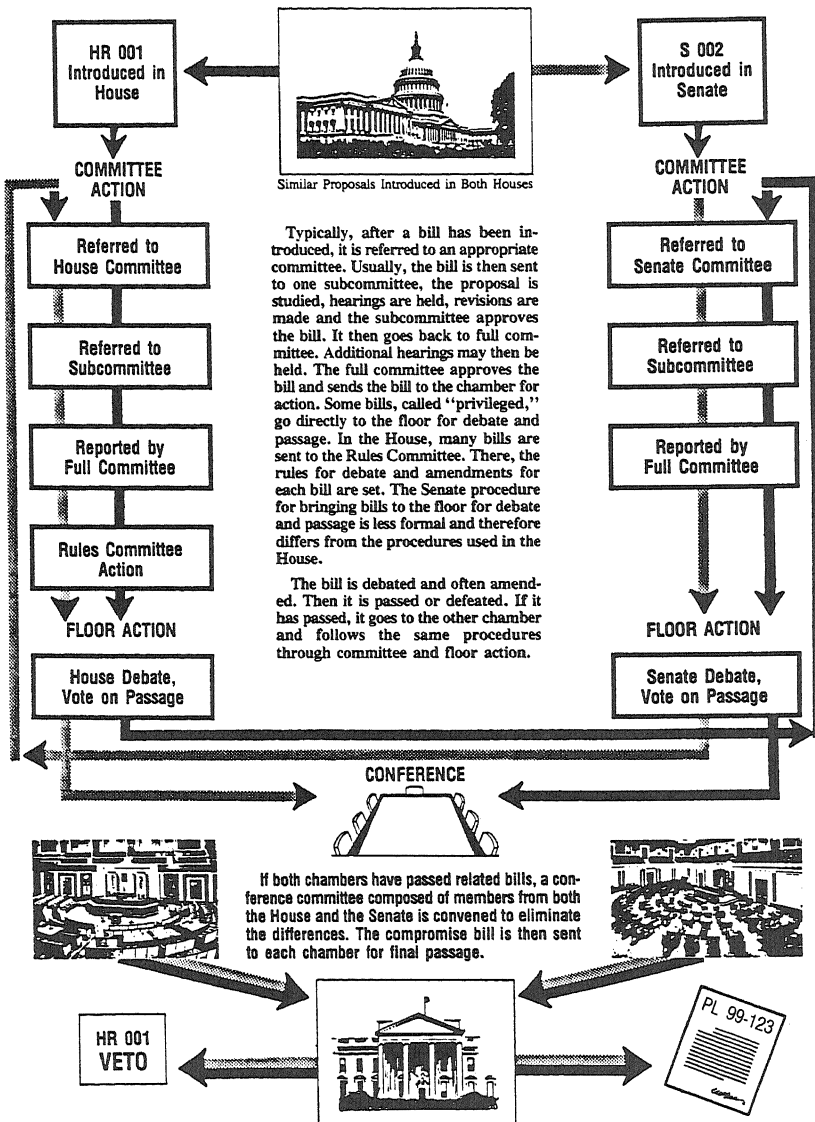 HR 001
Introduced in
House
S 002
Introduced in
Senate
Similar Proposals Introduced in Both Houses
COMMITTEE
ACTION
COMMITTEE
ACTION
Referred to
House Committee
Referred to
Subcommittee
Reported by
Full Committee
Rules Committee
Action
FLOOR ACTION
House Debate,
Vote on Passage
Typically, after a bill has been in-
troduced, it is referred to an appropriate
committee. Usually, the bill is then sent
to one subcommittee, the proposal is
studied, hearings are held, revisions are
made and the subcommittee approves
the bill. It then goes back to full com-
mittee. Additional hearings may then be
held. The full committee approves the
bill and sends the bill to the chamber for
action. Some bills, called “privileged,”
go directly to the floor for debate and
passage. In the House, many bills are
sent to the Rules Committee. There, the
rules for debate and amendments for
each bill are set. The Senate procedure
for bringing bills to the floor for debate
and passage is less formal and therefore
differs from the procedures used in the
House.
The bill is debated and often amend-
ed. Then it is passed or defeated. If it
has passed, it goes to the other chamber
and follows the same procedures
through committee and floor action.
Referred to
Senate Committee
Referred to
Subcommittee
Reported by
Full Committee
FLOOR ACTION
Senate Debate,
Vote on Passage
CONFERENCE
If both chambers have passed related bills, a con-
ference committee composed of members from both
the House and the Senate is convened to eliminate
the differences. The compromise bill is then sent
to each chamber for final passage.
HR 001
VETO
PL 99-123